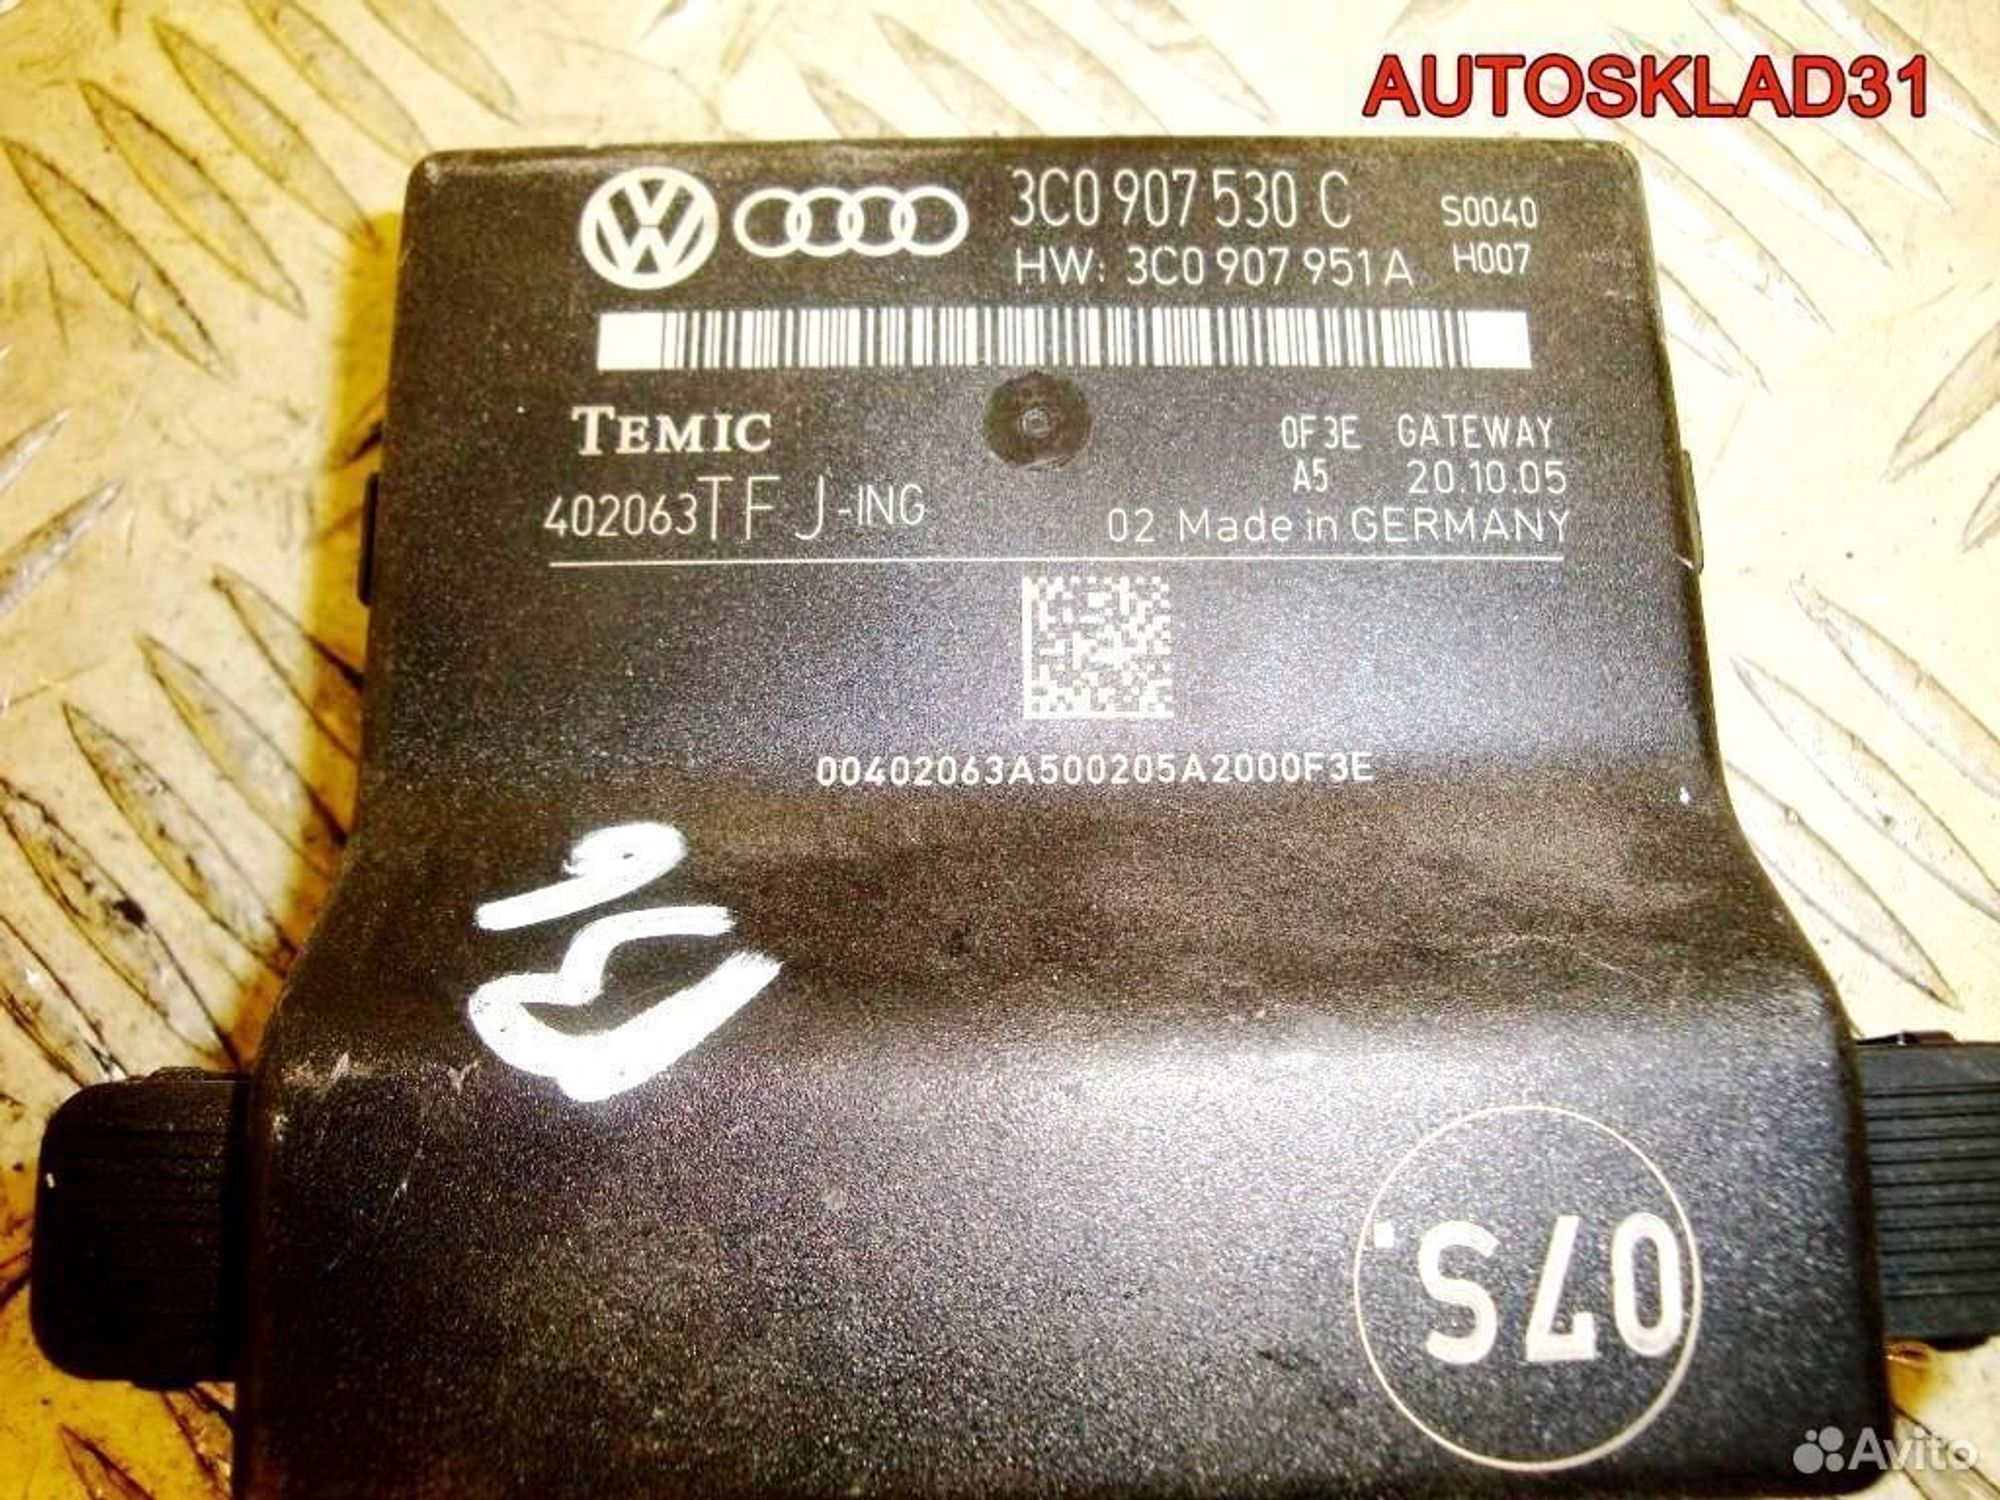 AUTOSKLAD31
3C0 907 530 C
S0040
HW: 3C0 907 951 A
H007
TEMIC
0F3E GATEWAY
A5 20.10.05
402063TFJ-ING
02 Made in GERMANY
00402063A500205A2000F3E
07S.
Avito